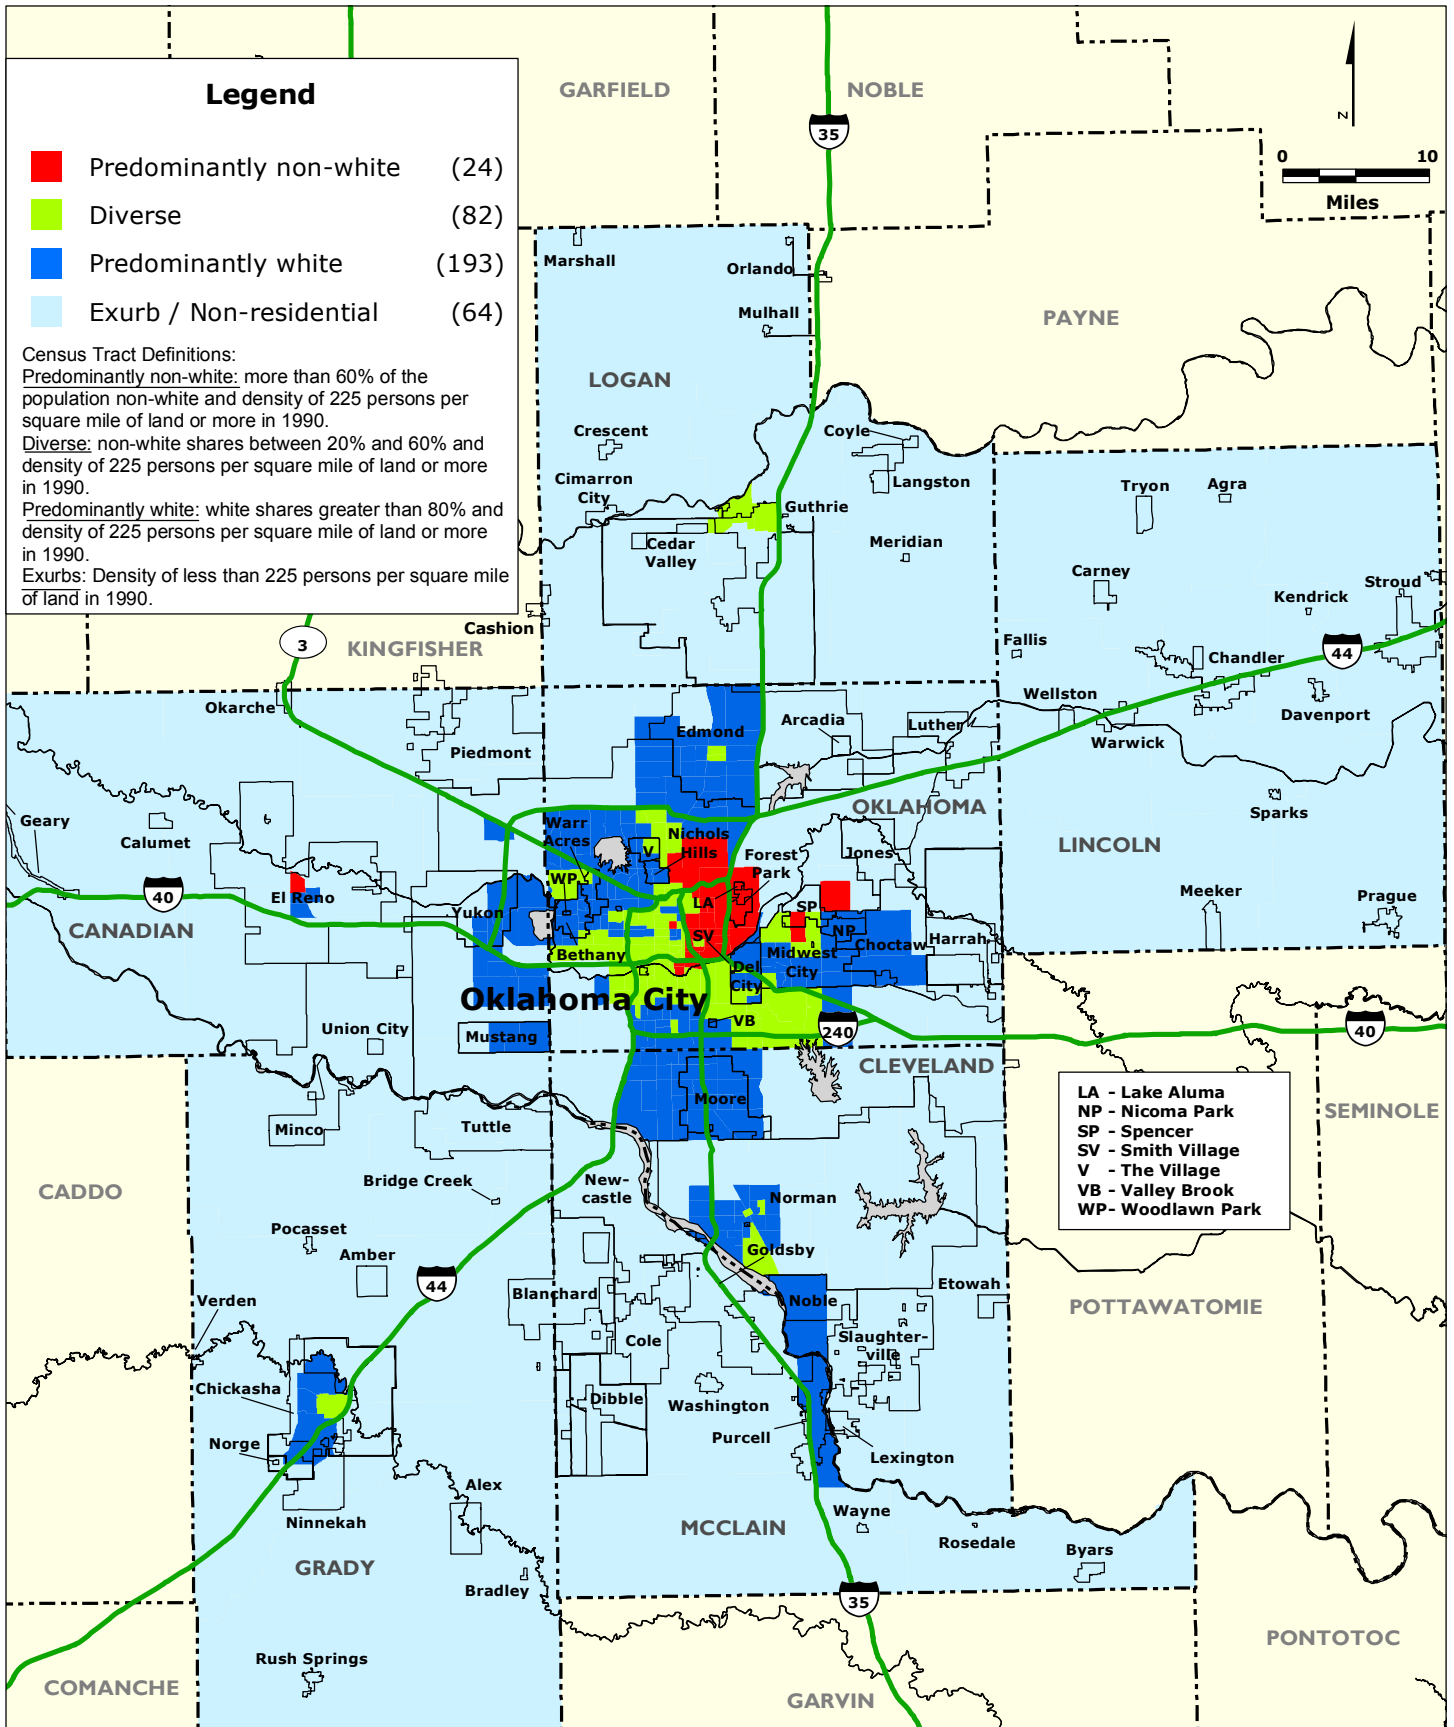 Legend
Predominantly non-white (24)
Diverse (82)
Predominantly white (193)
Exurb / Non-residential (64)
Census Tract Definitions:
Predominantly non-white: more than 60% of the
population non-white and density of 225 persons per
square mile of land or more in 1990.
Diverse: non-white shares between 20% and 60% and
density of 225 persons per square mile of land or more
in 1990.
Predominantly white: white shares greater than 80% and
density of 225 persons per square mile of land or more
in 1990.
Exurbs: Density of less than 225 persons per square mile
of land in 1990.
GARFIELD
NOBLE
35
N
0 10
Miles
Marshall
Orlando
Mulhall
PAYNE
LOGAN
Crescent
Coyle
Cimarron
City
Langston
Guthrie
Tryon
Agra
Cedar
Valley
Meridian
Carney
Kendrick
Stroud
Cashion
3
KINGFISHER
Fallis
Chandler
44
Okarche
Wellston
Davenport
Piedmont
Edmond
Arcadia
Luther
Warwick
OKLAHOMA
Sparks
Geary
Calumet
Warr
Acres
Nichols
Hills
V
Forest
Park
Jones
LINCOLN
WP
El Reno
40
LA
SP
Meeker
Prague
Yukon
CANADIAN
SV
NP
Choctaw
Harrah
Bethany
Midwest
City
Del
City
Oklahoma City
VB
240
40
Union City
Mustang
CLEVELAND
Moore
LA - Lake Aluma
NP - Nicoma Park
SP - Spencer
SV - Smith Village
V - The Village
VB - Valley Brook
WP- Woodlawn Park
SEMINOLE
Minco
Tuttle
CADDO
Bridge Creek
New-
castle
Norman
Pocasset
Amber
Goldsby
44
Etowah
Verden
Blanchard
Noble
POTTAWATOMIE
Cole
Slaughter-
ville
Chickasha
Dibble
Washington
Norge
Purcell
Lexington
Alex
Wayne
Ninnekah
MCCLAIN
Rosedale
Byars
GRADY
Bradley
35
PONTOTOC
Rush Springs
COMANCHE
GARVIN